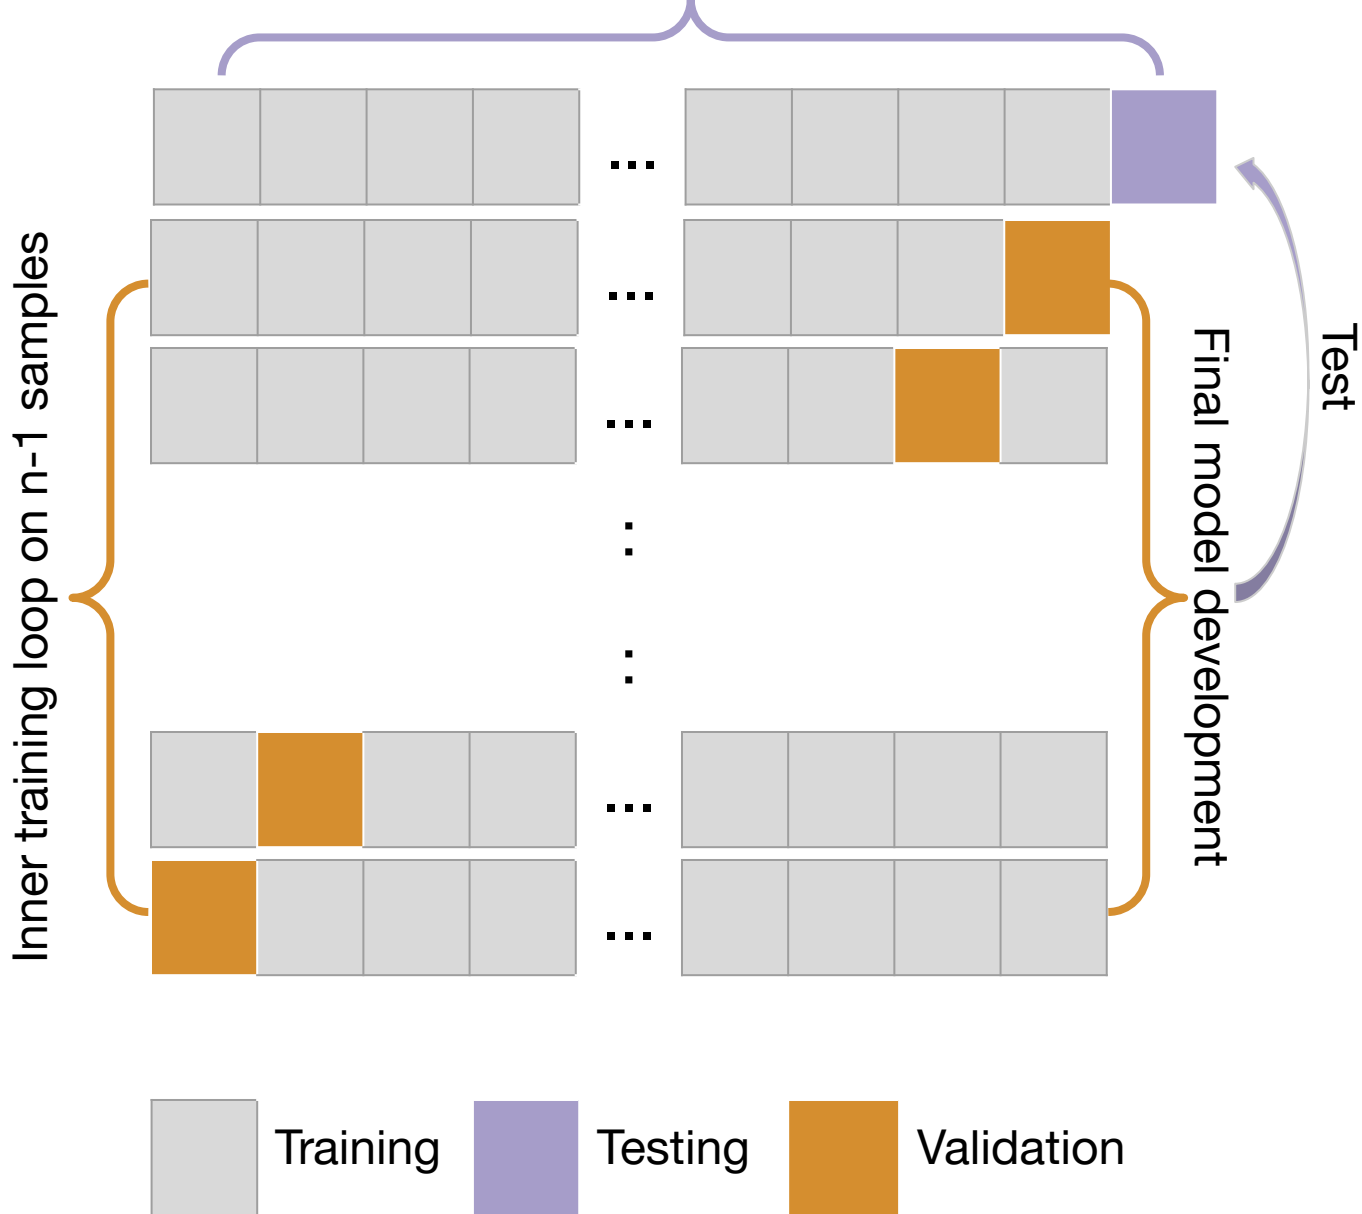 ...
...
Inner training loop on n-1 samples
...
Final model development
Test
:
:
...
...
Training
Testing
Validation